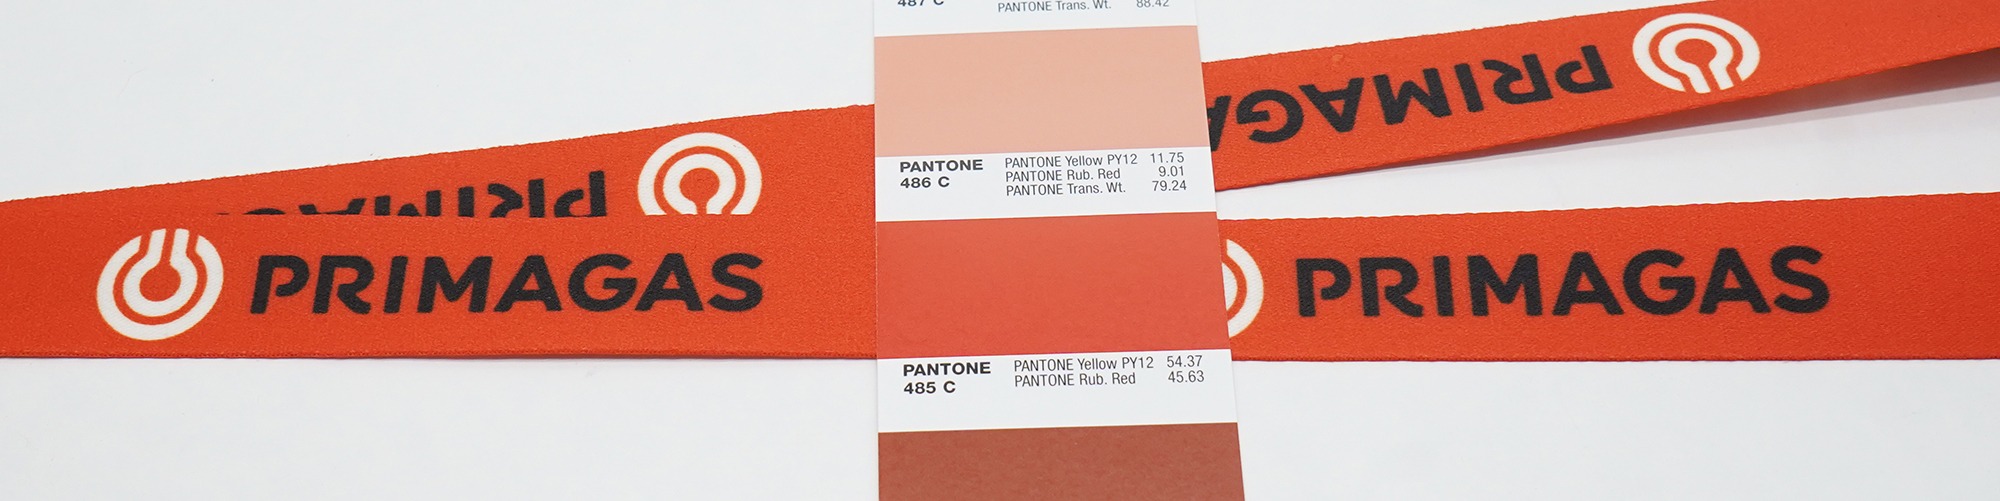 487 C
PANTONE Trans. Wt. 88.42
PRIMAGAS
PRIMAGA
PANTONE
486 C
PANTONE Yellow PY12 11.75
PANTONE Rub. Red 9.01
PANTONE Trans. Wt. 79.24
PRIMAGAS
PRIMAGAS
PANTONE
485 C
PANTONE Yellow PY12 54.37
PANTONE Rub. Red 45.63